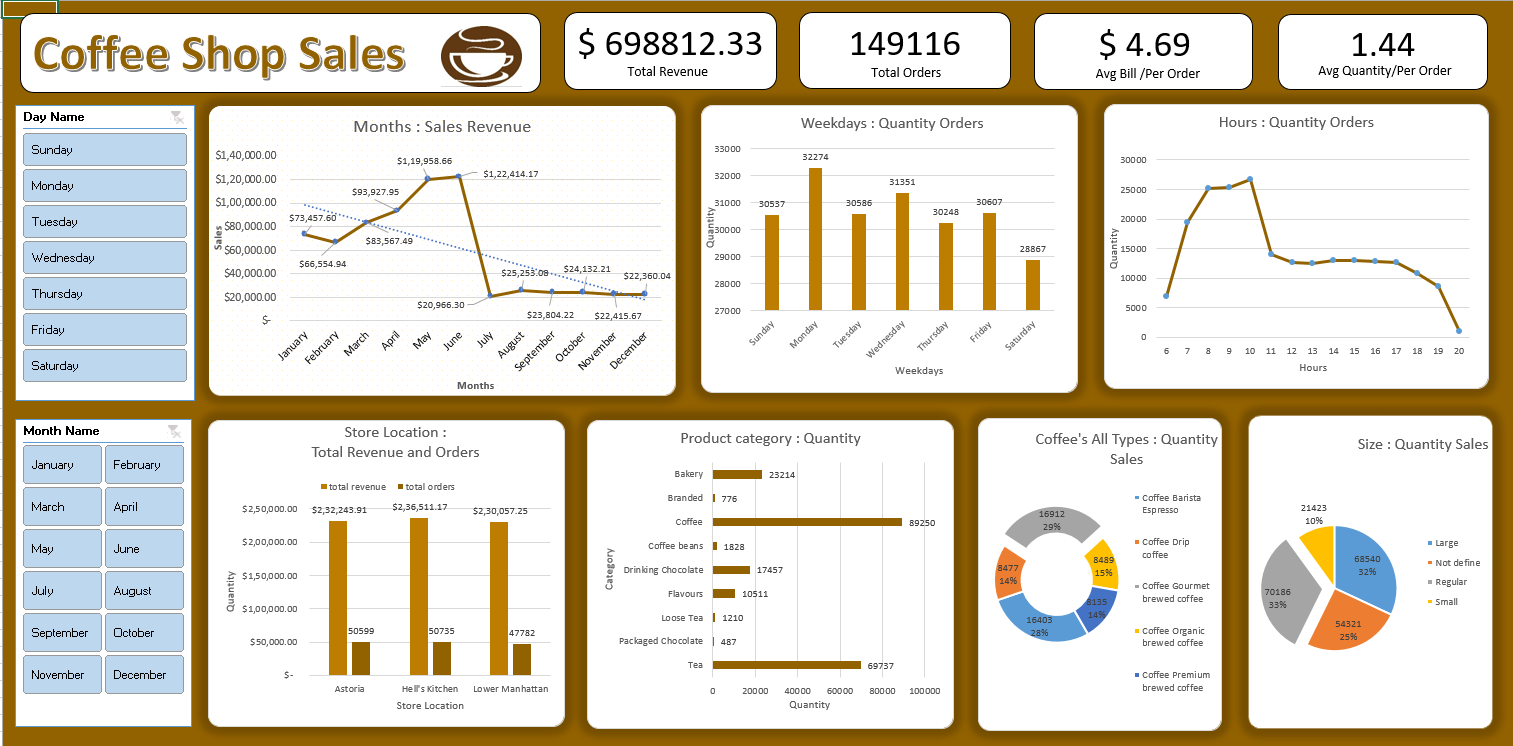 Coffee Shop Sales
$ 698812.33
Total Revenue
149116
Total Orders
$ 4.69
Avg Bill /Per Order
1.44
Avg Quantity/Per Order
Day Name
Sunday
Monday
Tuesday
Wednesday
Thursday
Friday
Saturday
Months : Sales Revenue
$1,40,000.00
$1,20,000.00
$1,00,000.00
$80,000.00
$60,000.00
$40,000.00
$20,000.00
$-
Sales
$73,457.60
$66,554.94
$83,567.49
$93,927.95
$1,19,958.66
$1,22,414.17
$20,966.30
$25,253.08
$23,804.22
$24,132.21
$22,415.67
$22,360.04
January
February
March
April
May
June
July
August
September
October
November
December
Months
Weekdays : Quantity Orders
33000
32000
31000
30000
29000
28000
27000
Quantity
30537
32274
30586
31351
30248
30607
28867
Sunday
Monday
Tuesday
Wednesday
Thursday
Friday
Saturday
Weekdays
Hours : Quantity Orders
30000
25000
20000
15000
10000
5000
0
Quantity
6 7 8 9 10 11 12 13 14 15 16 17 18 19 20
Hours
Month Name
January February
March April
May June
July August
September October
November December
Store Location :
Total Revenue and Orders
total revenue total orders
$2,50,000.00
$2,00,000.00
$1,50,000.00
$1,00,000.00
$50,000.00
$-
Quantity
$2,32,243.91
$2,36,511.17
$2,30,057.25
50599
50735
47782
Astoria Hell's Kitchen Lower Manhattan
Store Location
Product category : Quantity
Category
Bakery 23214
Branded 776
Coffee 89250
Coffee beans 1828
Drinking Chocolate 17457
Flavours 10511
Loose Tea 1210
Packaged Chocolate 487
Tea 69737
0 20000 40000 60000 80000 100000
Quantity
Coffee's All Types : Quantity
Sales
16912
29%
8489
15%
8135
14%
16403
28%
8477
14%
Coffee Barista
Espresso
Coffee Drip
coffee
Coffee Gourmet
brewed coffee
Coffee Organic
brewed coffee
Coffee Premium
brewed coffee
Size : Quantity Sales
21423
10%
68540
32%
70186
33%
54321
25%
Large
Not define
Regular
Small